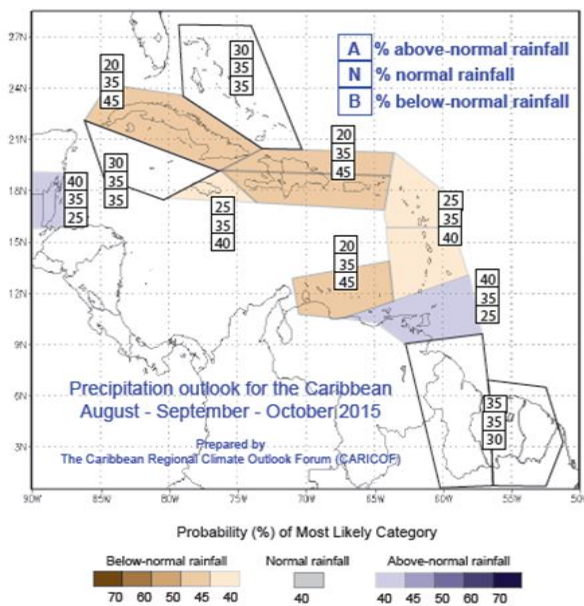 27N
24N
21N
18N
15N
12N
9N
6N
3N
90W
85W
80W
75W
70W
65W
60W
55W
50W
A % above-normal rainfall
N % normal rainfall
B % below-normal rainfall
20
35
45
30
35
35
20
35
45
30
35
35
40
35
25
25
35
40
25
35
40
20
35
45
40
35
25
35
35
30
Precipitation outlook for the Caribbean
August - September - October 2015
Prepared by
The Caribbean Regional Climate Outlook Forum (CARICOF)
Probability (%) of Most Likely Category
Below-normal rainfall
70 60 50 45 40
Normal rainfall
40
Above-normal rainfall
40 45 50 60 70